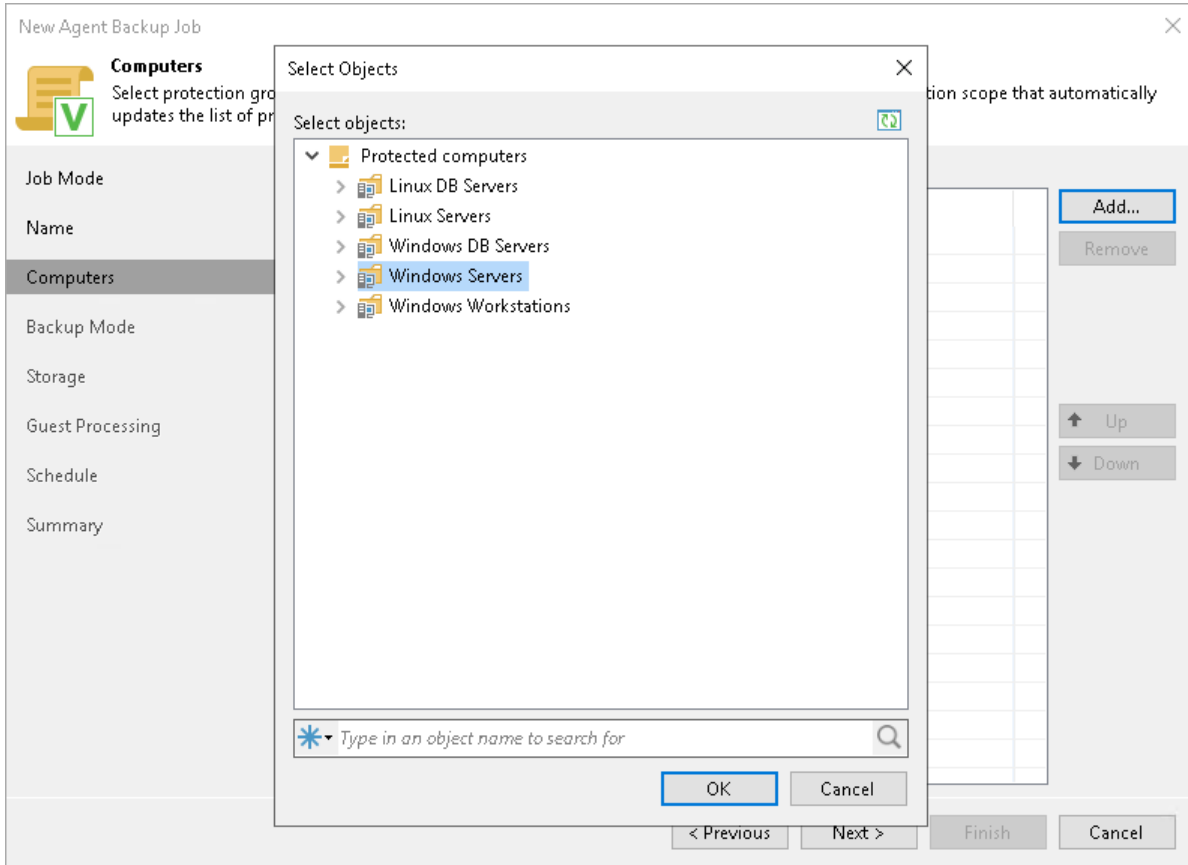 New Agent Backup Job
Computers
Select protection gro
tion scope that automatically
updates the list of pr
Select Objects
Select objects:
Protected computers
Linux DB Servers
Linux Servers
Windows DB Servers
Windows Servers
Windows Workstations
Type in an object name to search for
OK
Cancel
Job Mode
Name
Computers
Backup Mode
Storage
Guest Processing
Schedule
Summary
Add...
Remove
Up
Down
< Previous
Next >
Finish
Cancel
V